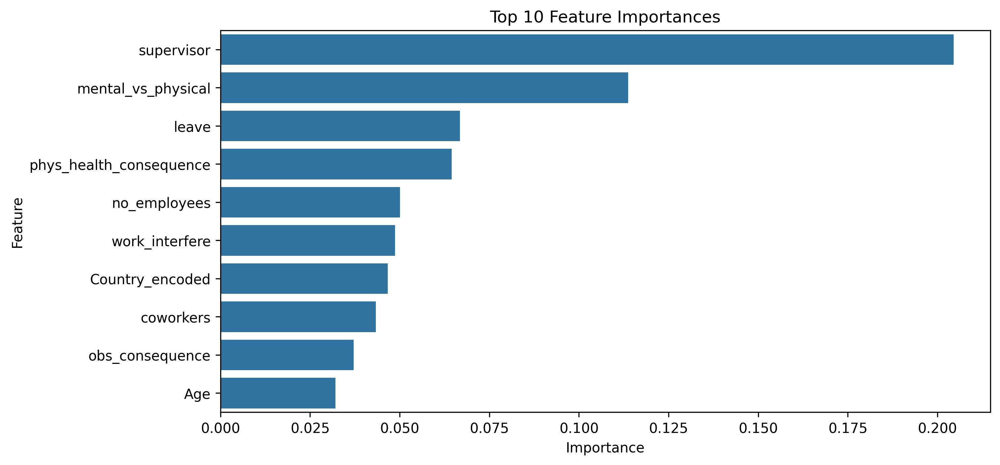 Top 10 Feature Importances
supervisor
mental_vs_physical
leave
phys_health_consequence
no_employees
work_interfere
Country_encoded
coworkers
obs_consequence
Age
Feature
0.000 0.025 0.050 0.075 0.100 0.125 0.150 0.175 0.200
Importance